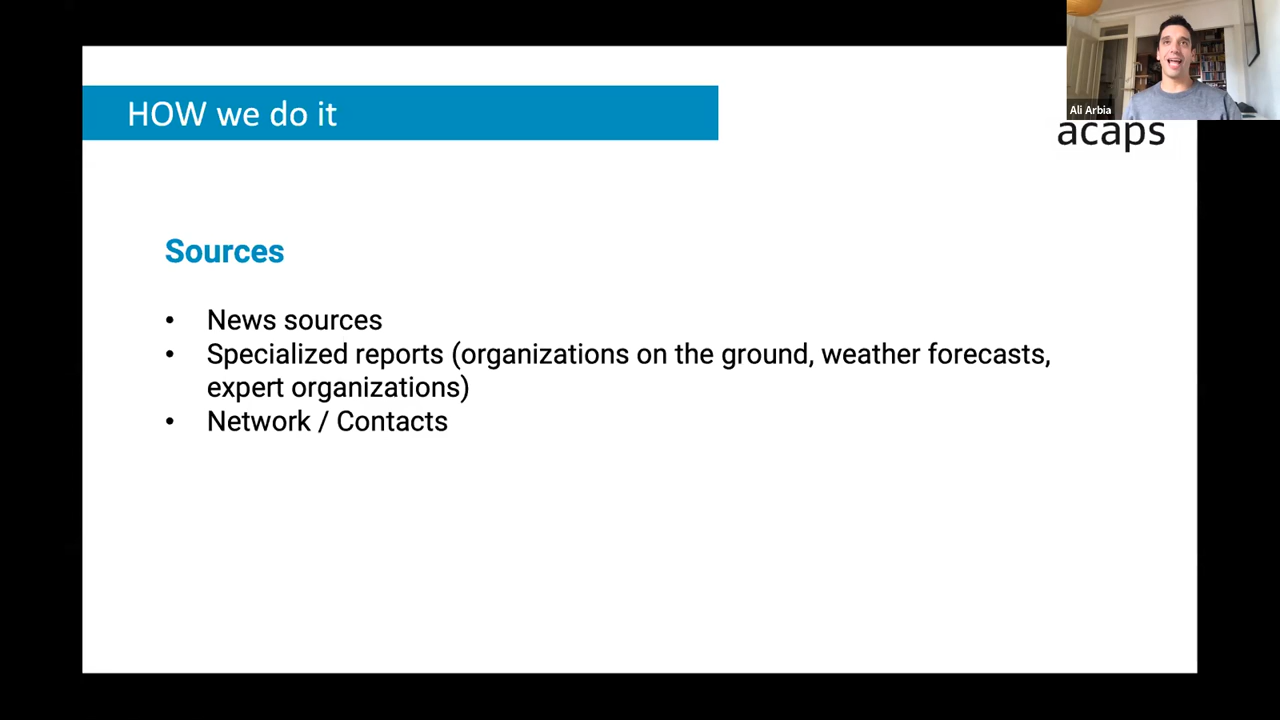 HOW we do it
Ali Arbia
acaps
Sources
• News sources
• Specialized reports (organizations on the ground, weather forecasts,
expert organizations)
• Network / Contacts